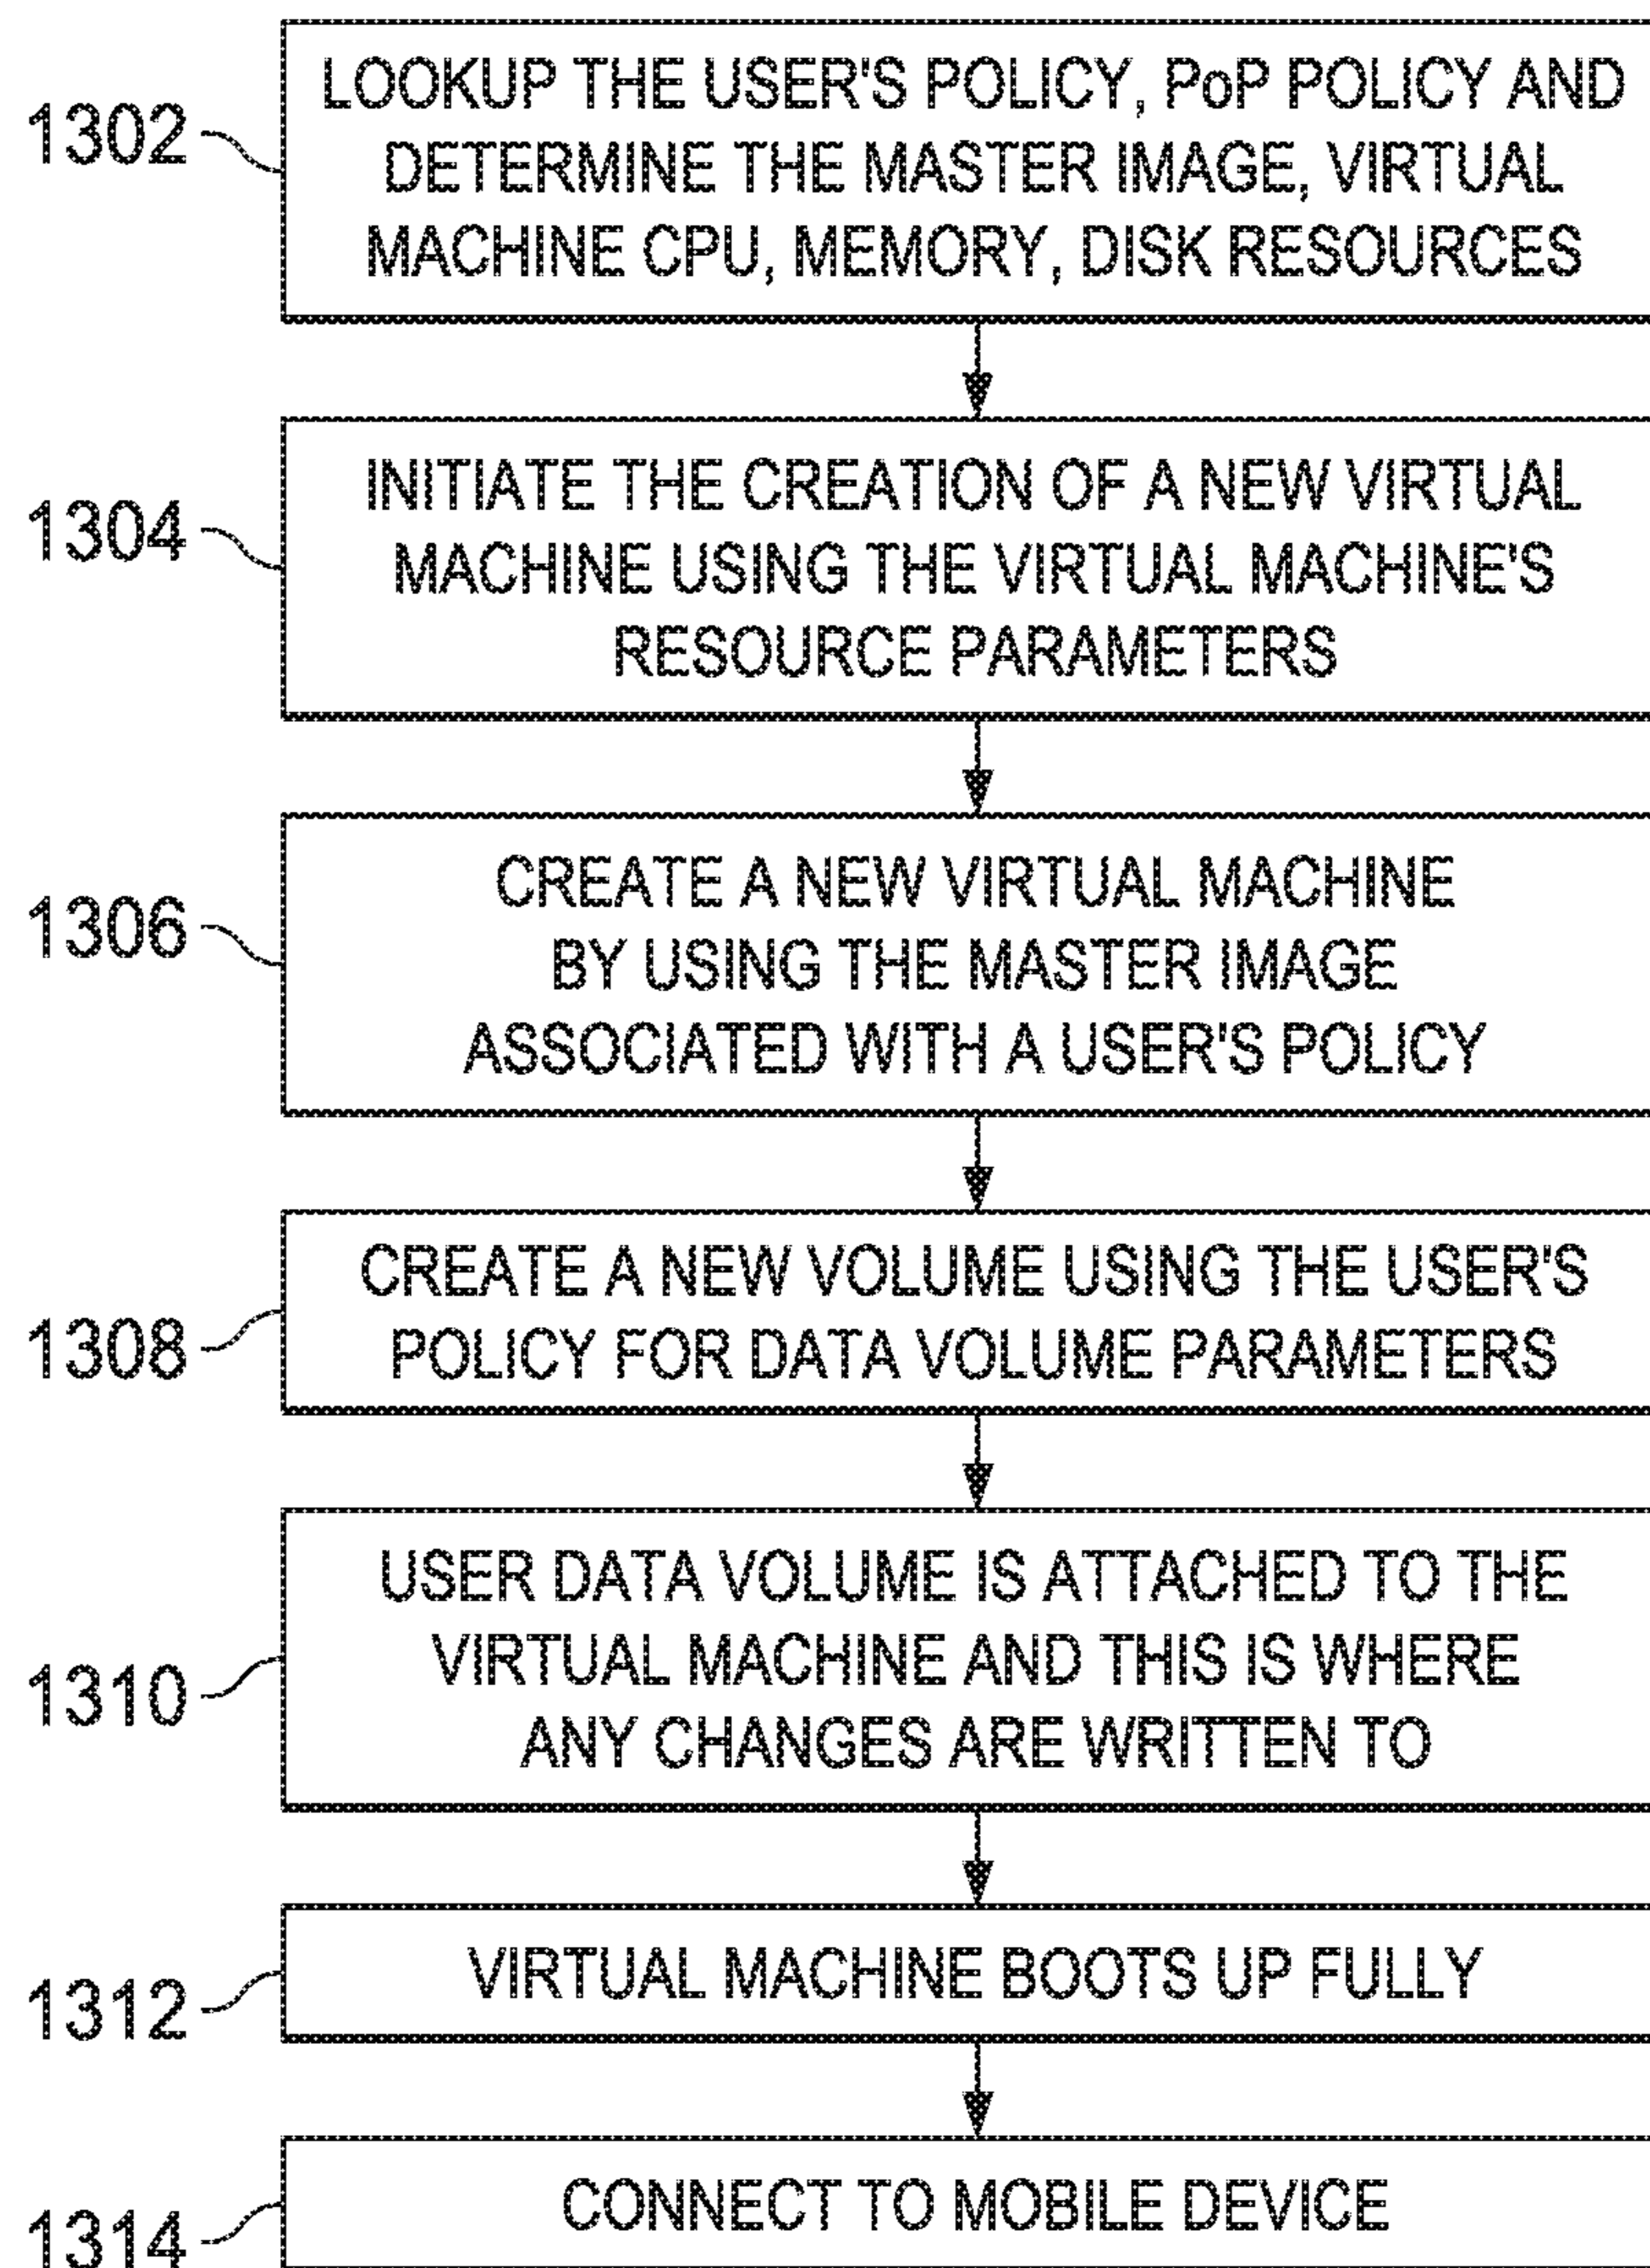 1302
LOOKUP THE USER'S POLICY, PoP POLICY AND
DETERMINE THE MASTER IMAGE, VIRTUAL
MACHINE CPU, MEMORY, DISK RESOURCES
1304
INITIATE THE CREATION OF A NEW VIRTUAL
MACHINE USING THE VIRTUAL MACHINE'S
RESOURCE PARAMETERS
1306
CREATE A NEW VIRTUAL MACHINE
BY USING THE MASTER IMAGE
ASSOCIATED WITH A USER'S POLICY
1308
CREATE A NEW VOLUME USING THE USER'S
POLICY FOR DATA VOLUME PARAMETERS
1310
USER DATA VOLUME IS ATTACHED TO THE
VIRTUAL MACHINE AND THIS IS WHERE
ANY CHANGES ARE WRITTEN TO
1312
VIRTUAL MACHINE BOOTS UP FULLY
1314
CONNECT TO MOBILE DEVICE